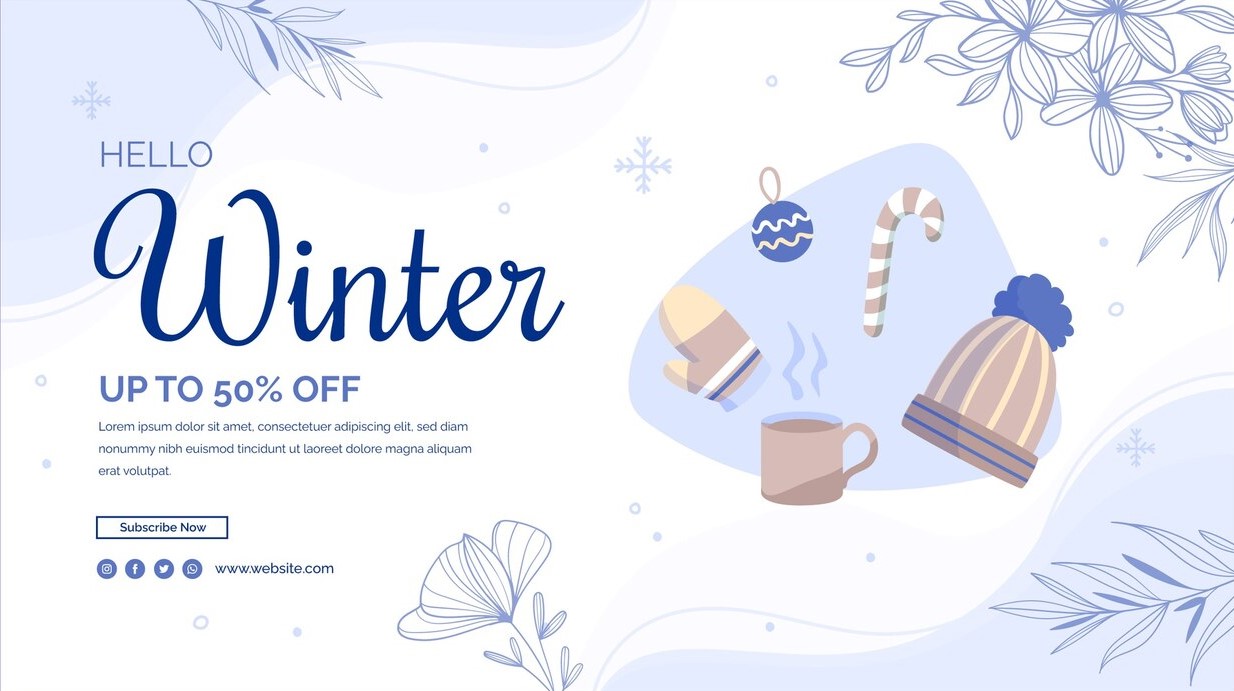 HELLO
Winter
UP TO 50% OFF
Lorem ipsum dolor sit amet, consectetuer adipiscing elit, sed diam
nonummy nibh euismod tincidunt ut laoreet dolore magna aliquam
erat volutpat.
Subscribe Now
www.website.com